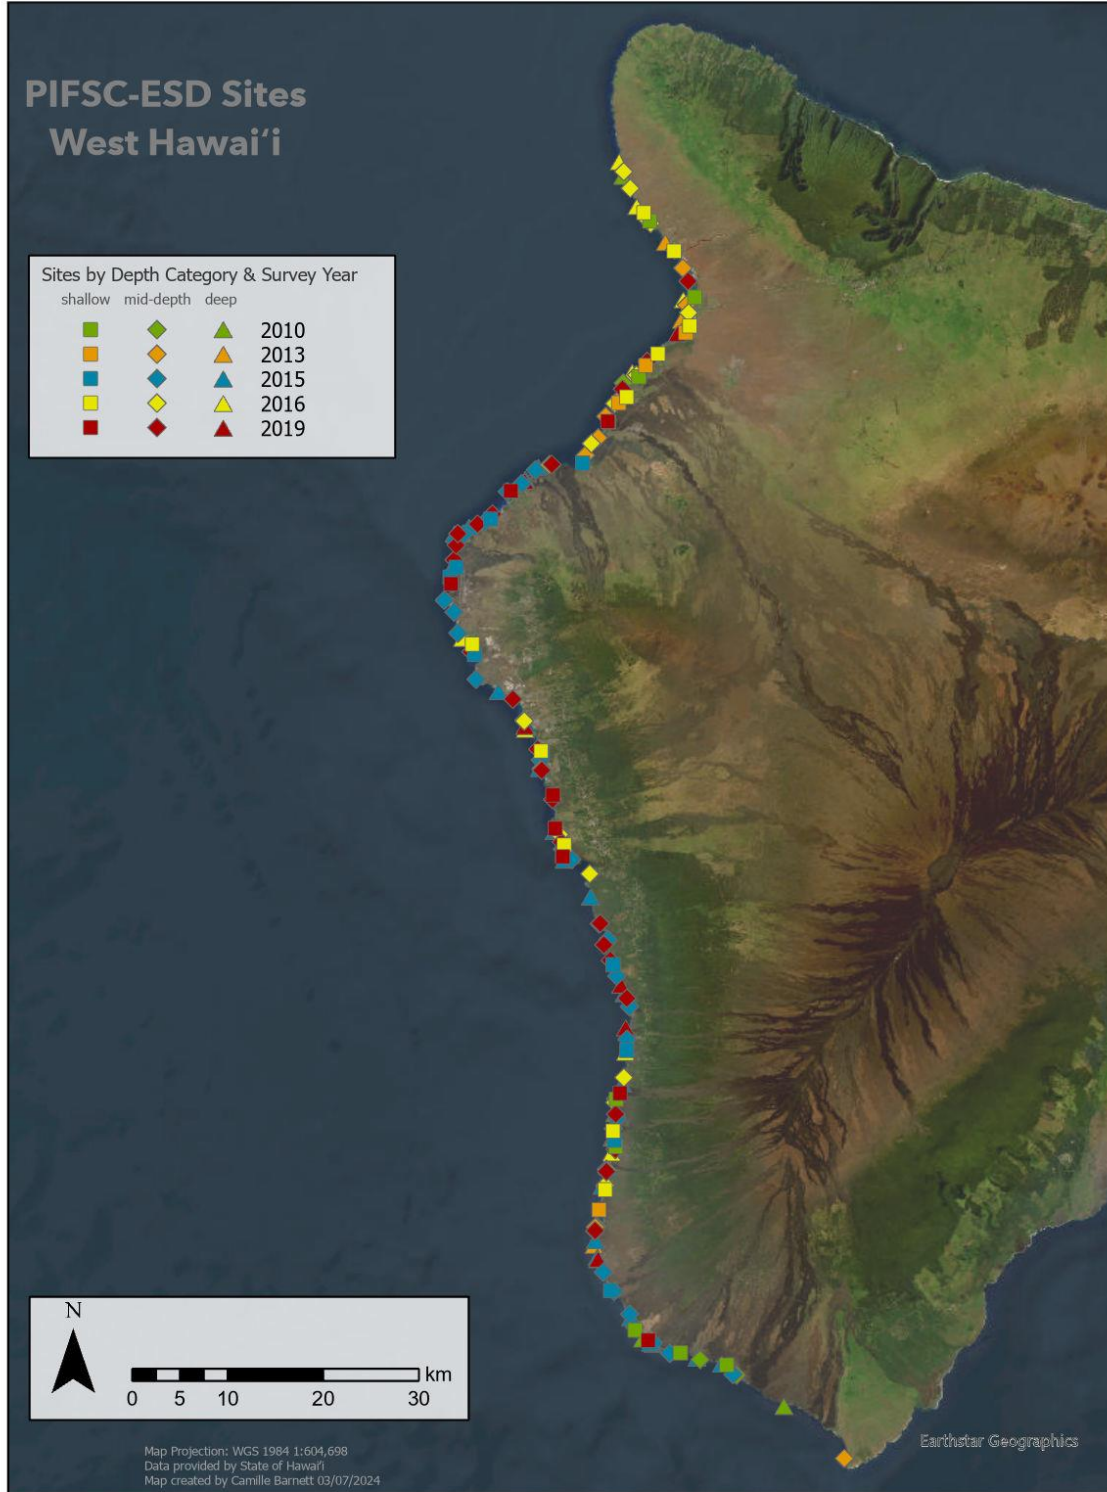 PIFSC-ESD Sites
West Hawaiʻi
Sites by Depth Category & Survey Year
shallow mid-depth deep
2010
2013
2015
2016
2019
N
km
0 5 10 20 30
Map Projection: WGS 1984 1:604,698
Data provided by State of Hawai'i
Map created by Camille Barnett 03/07/2024
Earthstar Geographics